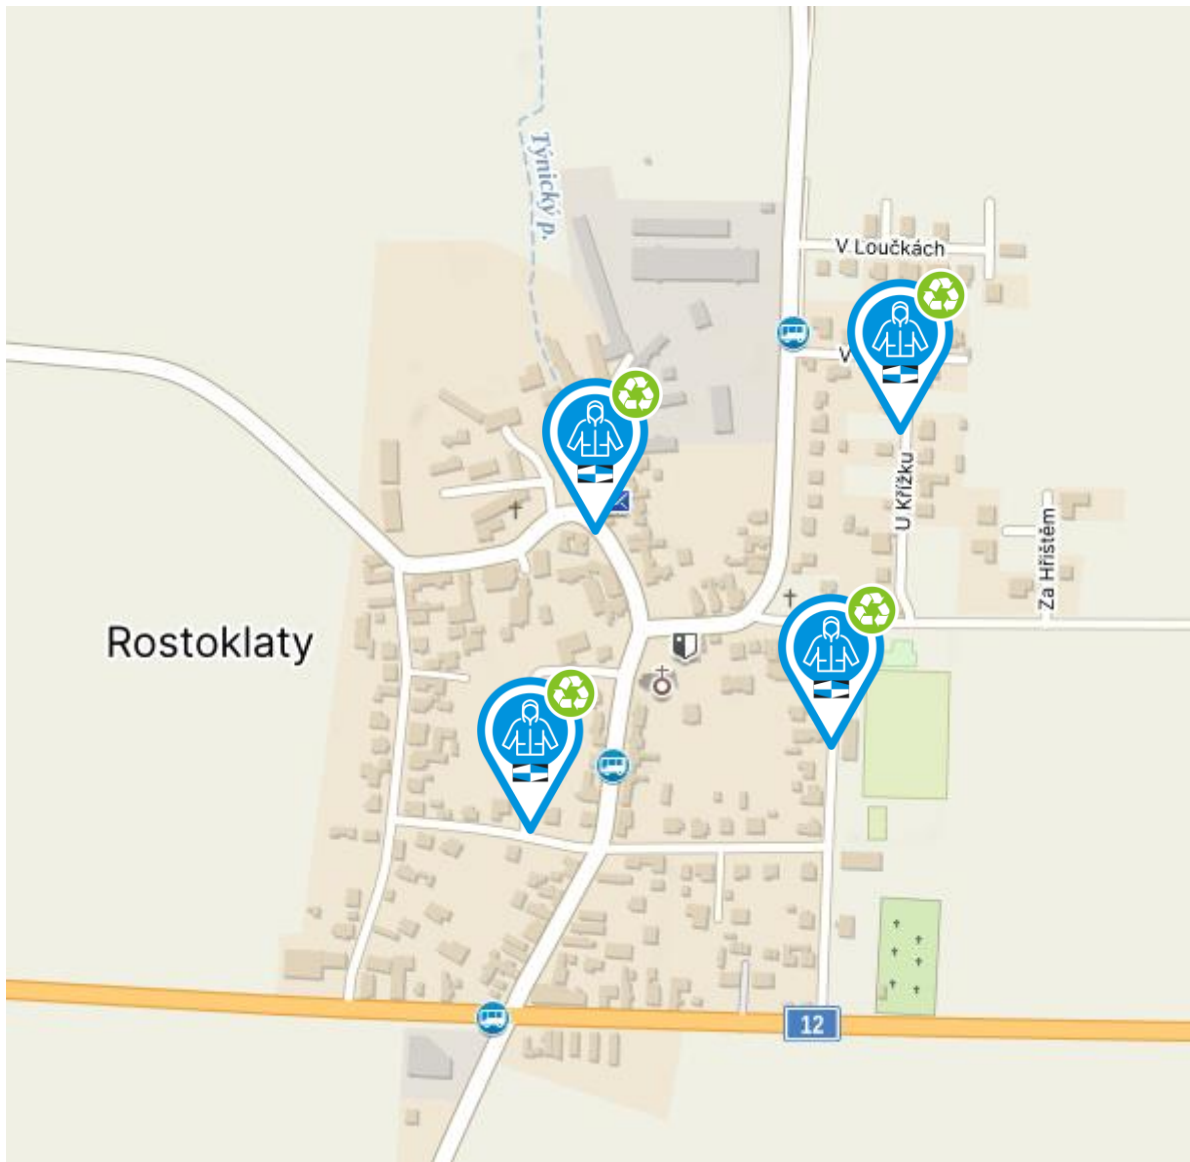 Týnický p.
V Loučkách
V
U Křížku
Za Hřištěm
Rostoklaty
12